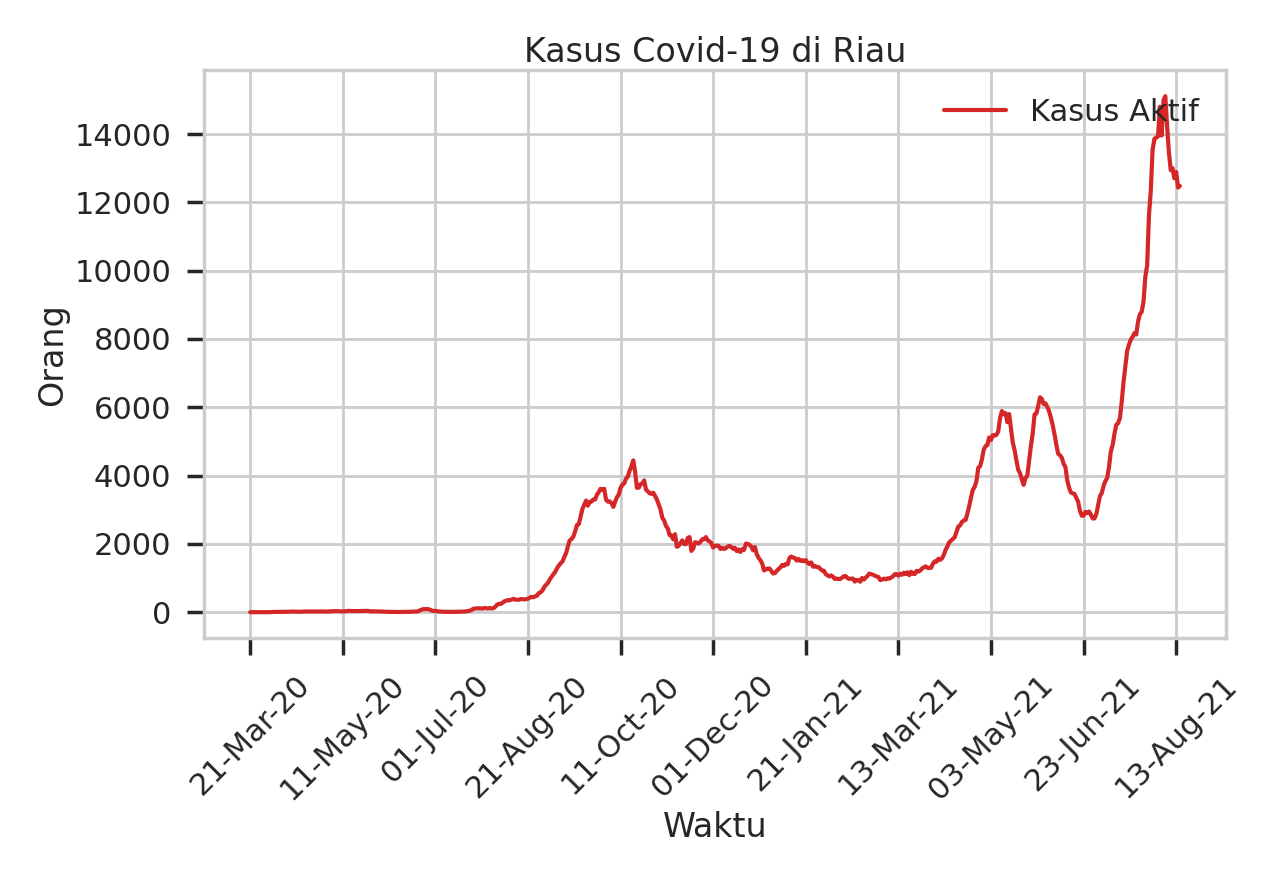 Kasus Covid-19 di Riau
Kasus Aktif
14000
12000
10000
8000
6000
4000
2000
0
Orang
21-Mar-20
11-May-20
01-Jul-20
21-Aug-20
11-Oct-20
01-Dec-20
21-Jan-21
13-Mar-21
03-May-21
23-Jun-21
13-Aug-21
Waktu